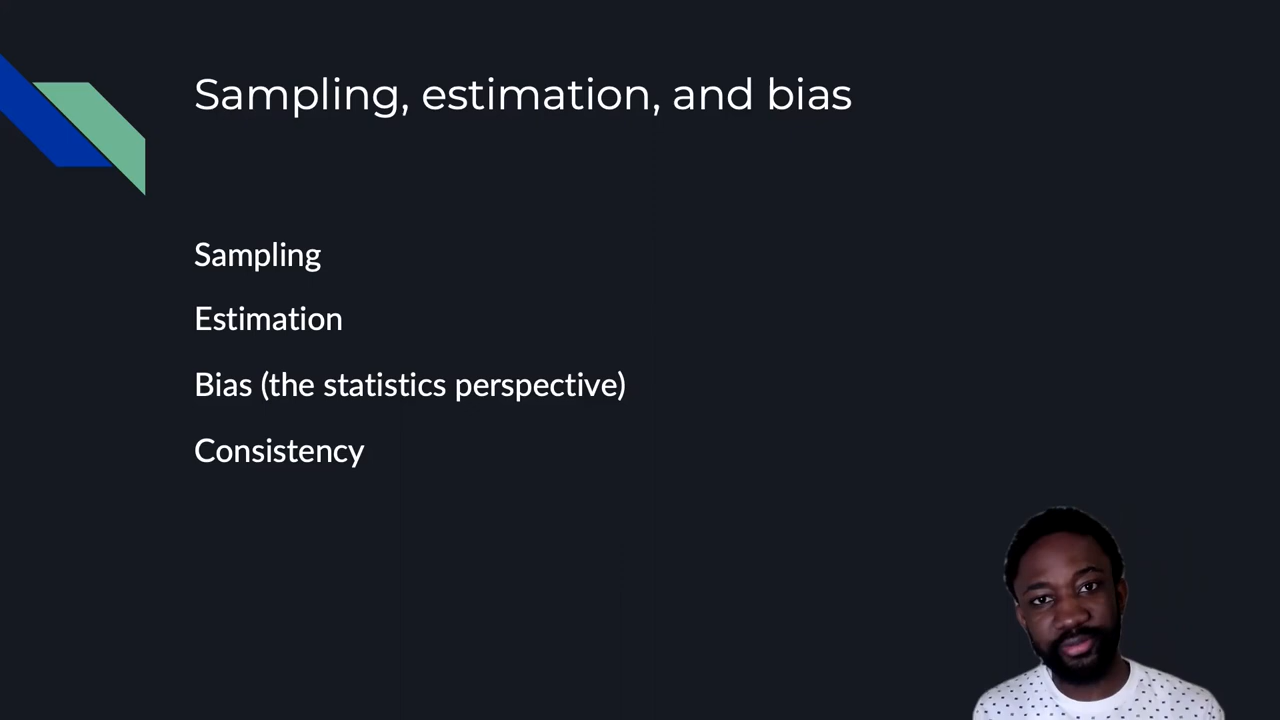 Sampling, estimation, and bias
Sampling
Estimation
Bias (the statistics perspective)
Consistency